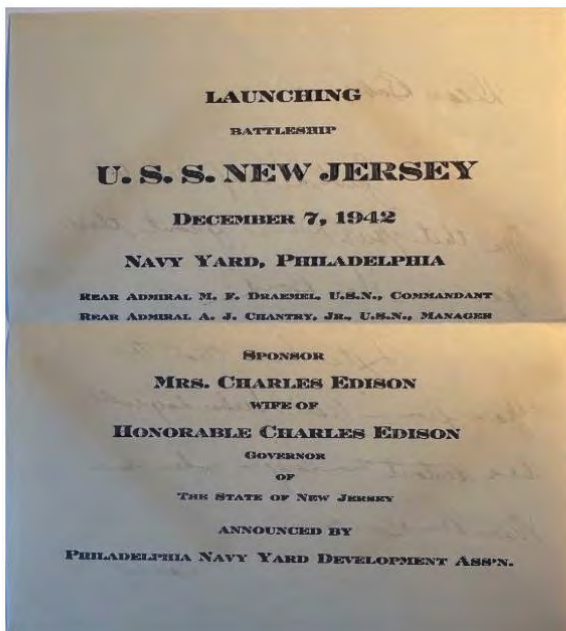 LAUNCHING
BATTLESHIP
U. S. S. NEW JERSEY
DECEMBER 7, 1942
NAVY YARD, PHILADELPHIA
REAR ADMIRAL M. F. DRAEMEL, U.S.N., COMMANDANT
REAR ADMIRAL A. J. CHANTRY, JR., U.S.N., MANAGER
SPONSOR
MRS. CHARLES EDISON
WIFE OF
HONORABLE CHARLES EDISON
GOVERNOR
OF
THE STATE OF NEW JERSEY
ANNOUNCED BY
PHILADELPHIA NAVY YARD DEVELOPMENT ASS'N.